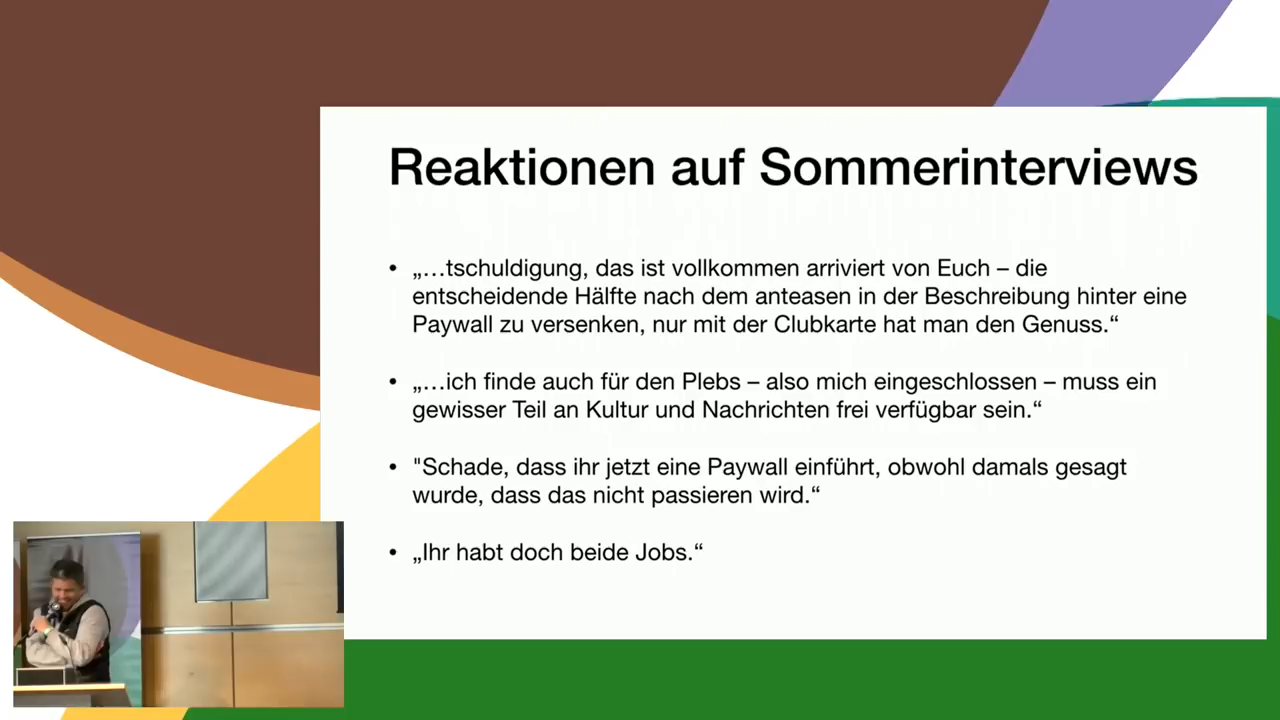 Reaktionen auf Sommerinterviews
• „…tschuldigung, das ist vollkommen arriviert von Euch – die
entscheidende Hälfte nach dem anteasen in der Beschreibung hinter eine
Paywall zu versenken, nur mit der Clubkarte hat man den Genuss.“
• „…ich finde auch für den Plebs – also mich eingeschlossen – muss ein
gewisser Teil an Kultur und Nachrichten frei verfügbar sein.“
• "Schade, dass ihr jetzt eine Paywall einführt, obwohl damals gesagt
wurde, dass das nicht passieren wird.“
• „Ihr habt doch beide Jobs.“